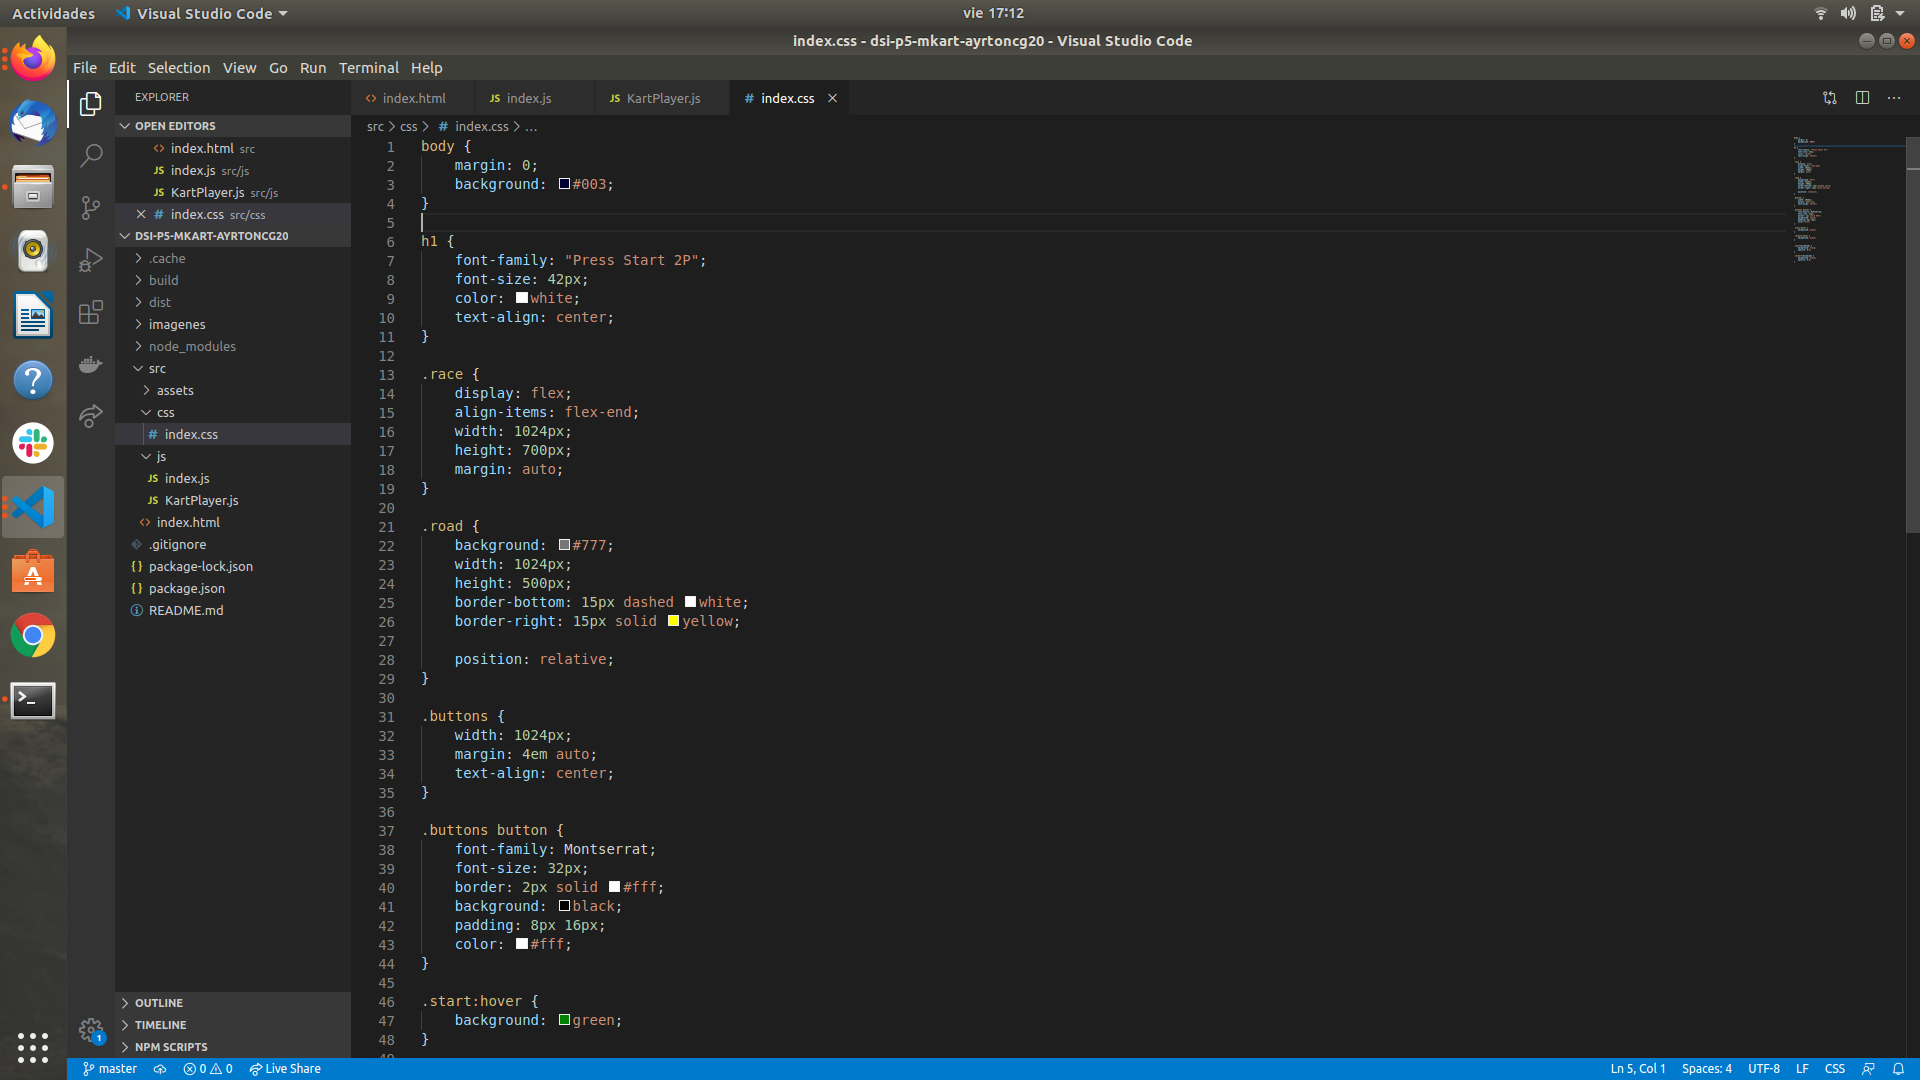 Actividades
Visual Studio Code
vie 17:12
index.css - dsi-p5-mkart-ayrtoncg20 - Visual Studio Code
File Edit Selection View Go Run Terminal Help
EXPLORER
OPEN EDITORS
index.html src
JS index.js src/js
JS KartPlayer.js src/js
# index.css src/css
DSI-P5-MKART-AYRTONCG20
.cache
build
dist
imagenes
node_modules
src
assets
css
# index.css
js
JS index.js
JS KartPlayer.js
<> index.html
.gitignore
{} package-lock.json
{} package.json
README.md
OUTLINE
TIMELINE
NPM SCRIPTS
1
<> index.html
JS index.js
JS KartPlayer.js
# index.css
src > css > # index.css > ...
1 body {
2 margin: 0;
3 background: #003;
4 }
5
6 h1 {
7 font-family: "Press Start 2P";
8 font-size: 42px;
9 color: white;
10 text-align: center;
11 }
12
13 .race {
14 display: flex;
15 align-items: flex-end;
16 width: 1024px;
17 height: 700px;
18 margin: auto;
19 }
20
21 .road {
22 background: #777;
23 width: 1024px;
24 height: 500px;
25 border-bottom: 15px dashed white;
26 border-right: 15px solid yellow;
27
28 position: relative;
29 }
30
31 .buttons {
32 width: 1024px;
33 margin: 4em auto;
34 text-align: center;
35 }
36
37 .buttons button {
38 font-family: Montserrat;
39 font-size: 32px;
40 border: 2px solid #fff;
41 background: black;
42 padding: 8px 16px;
43 color: #fff;
44 }
45
46 .start:hover {
47 background: green;
48 }
49
master
0 0
Live Share
Ln 5, Col 1
Spaces: 4
UTF-8
LF
CSS